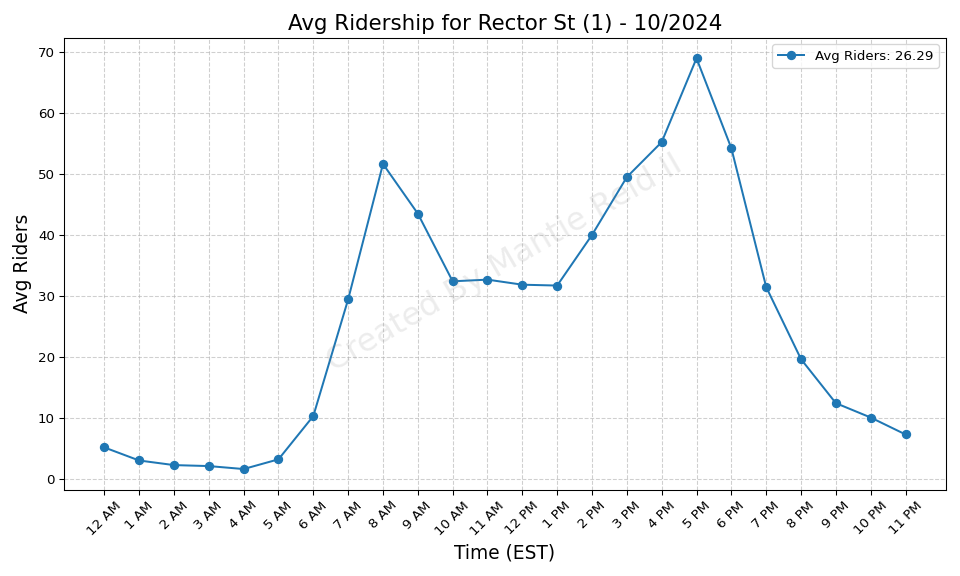 Avg Ridership for Rector St (1) - 10/2024
Avg Riders: 26.29
Avg Riders
70
60
50
40
30
20
10
0
Created By Mantie Reid II
12 AM
1 AM
2 AM
3 AM
4 AM
5 AM
6 AM
7 AM
8 AM
9 AM
10 AM
11 AM
12 PM
1 PM
2 PM
3 PM
4 PM
5 PM
6 PM
7 PM
8 PM
9 PM
10 PM
11 PM
Time (EST)